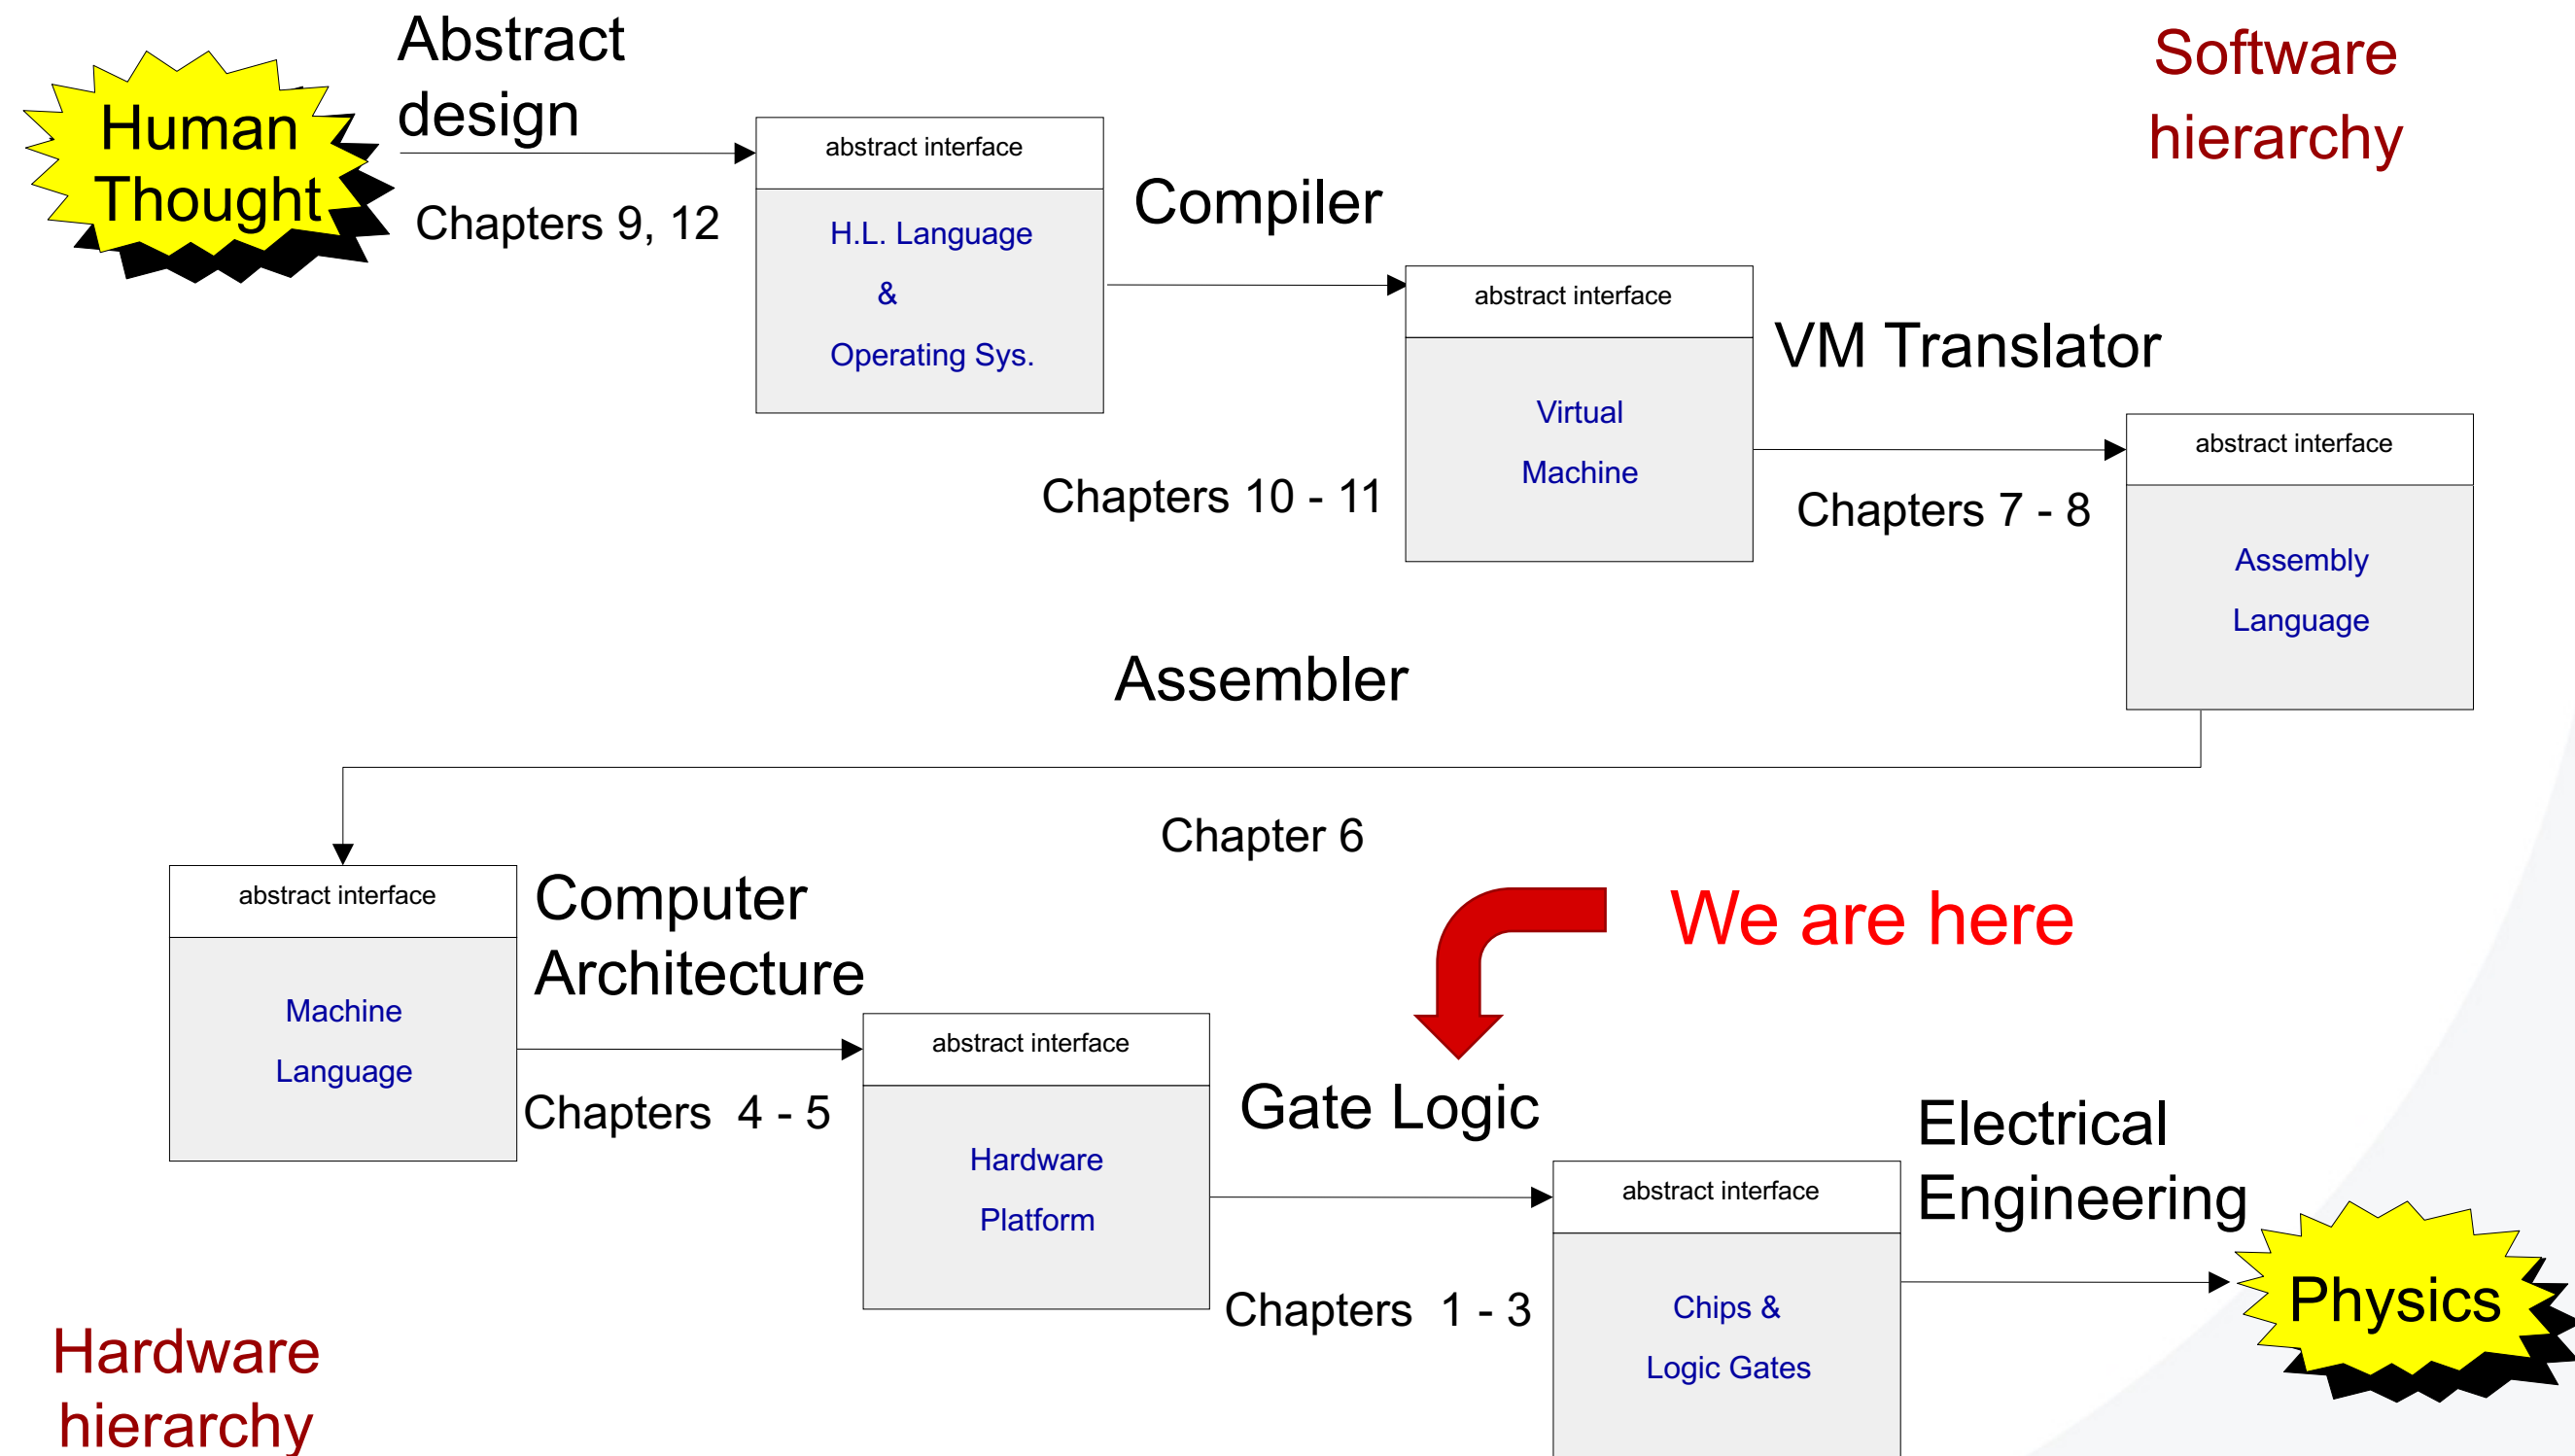 Human
Thought
Abstract
design
Chapters 9, 12
abstract interface
H.L. Language
&
Operating Sys.
Compiler
Chapters 10 - 11
abstract interface
Virtual
Machine
VM Translator
Chapters 7 - 8
abstract interface
Assembly
Language
Software
hierarchy
Assembler
Chapter 6
abstract interface
Machine
Language
Computer
Architecture
Chapters 4 - 5
abstract interface
Hardware
Platform
We are here
Gate Logic
Chapters 1 - 3
abstract interface
Chips &
Logic Gates
Electrical
Engineering
Physics
Hardware
hierarchy